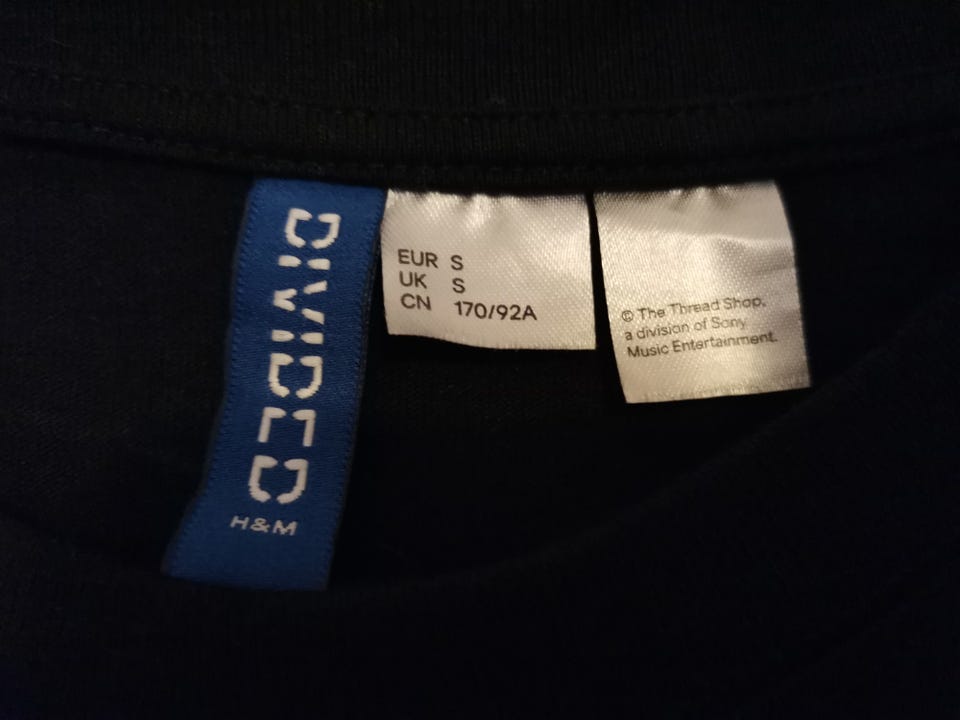 DIVIDED
H&M
EUR S
UK S
CN 170/92A
© The Thread Shop,
a division of Sony
Music Entertainment.